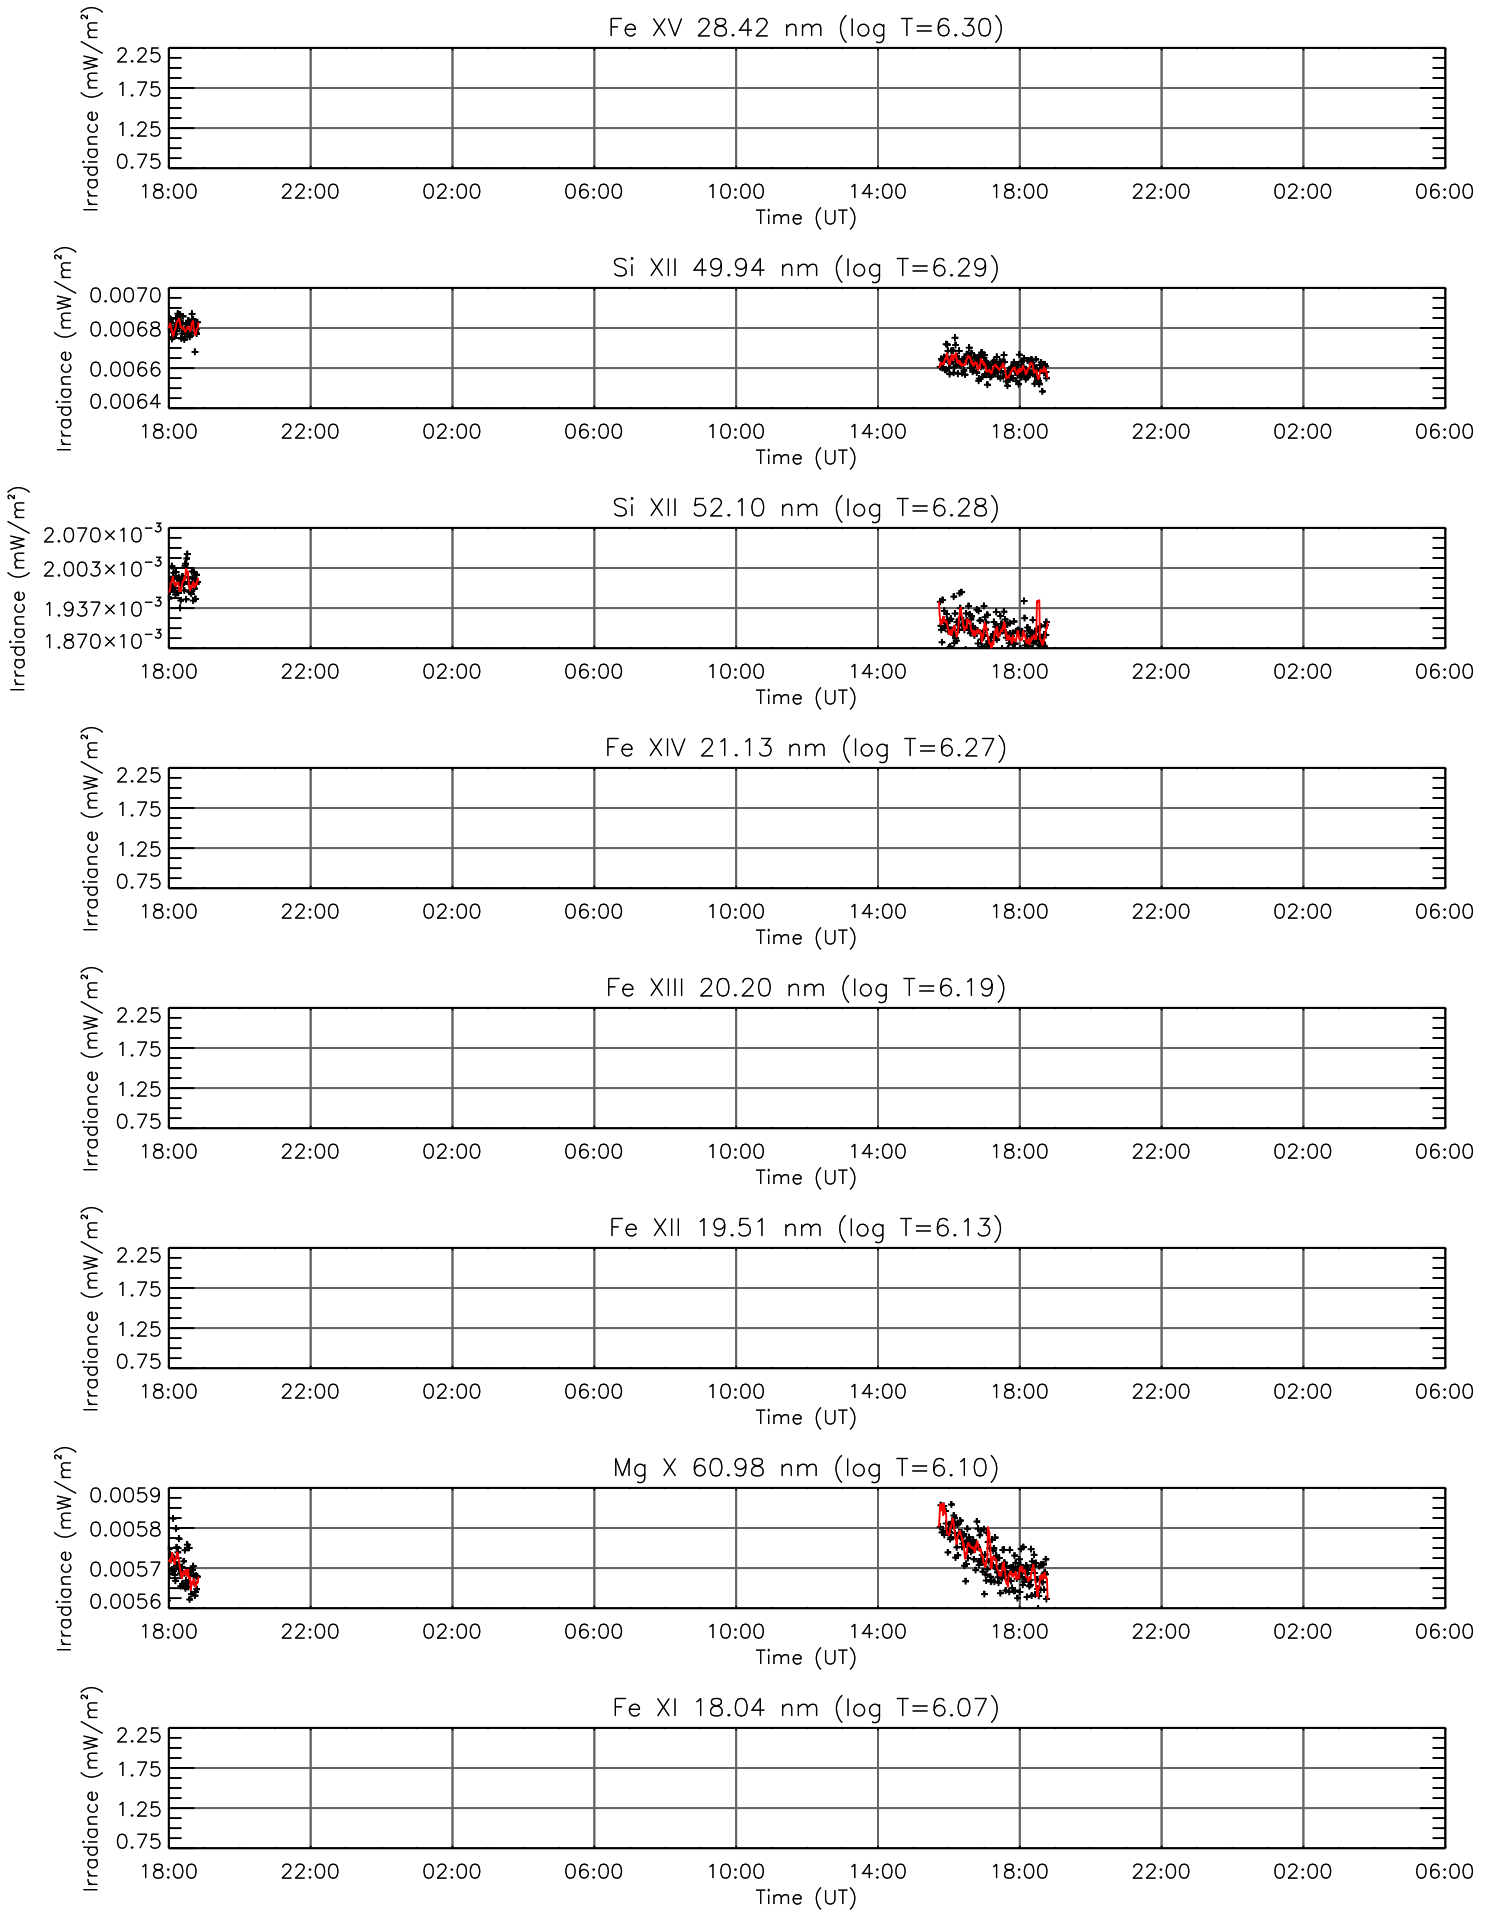 Fe XV 28.42 nm (log T=6.30)
Irradiance (mW/m²)
2.25
1.75
1.25
0.75
18:00 22:00 02:00 06:00 10:00 14:00 18:00 22:00 02:00 06:00
Time (UT)
Si XII 49.94 nm (log T=6.29)
Irradiance (mW/m²)
0.0070
0.0068
0.0066
0.0064
18:00 22:00 02:00 06:00 10:00 14:00 18:00 22:00 02:00 06:00
Time (UT)
Si XII 52.10 nm (log T=6.28)
Irradiance (mW/m²)
2.070×10⁻³
2.003×10⁻³
1.937×10⁻³
1.870×10⁻³
18:00 22:00 02:00 06:00 10:00 14:00 18:00 22:00 02:00 06:00
Time (UT)
Fe XIV 21.13 nm (log T=6.27)
Irradiance (mW/m²)
2.25
1.75
1.25
0.75
18:00 22:00 02:00 06:00 10:00 14:00 18:00 22:00 02:00 06:00
Time (UT)
Fe XIII 20.20 nm (log T=6.19)
Irradiance (mW/m²)
2.25
1.75
1.25
0.75
18:00 22:00 02:00 06:00 10:00 14:00 18:00 22:00 02:00 06:00
Time (UT)
Fe XII 19.51 nm (log T=6.13)
Irradiance (mW/m²)
2.25
1.75
1.25
0.75
18:00 22:00 02:00 06:00 10:00 14:00 18:00 22:00 02:00 06:00
Time (UT)
Mg X 60.98 nm (log T=6.10)
Irradiance (mW/m²)
0.0059
0.0058
0.0057
0.0056
18:00 22:00 02:00 06:00 10:00 14:00 18:00 22:00 02:00 06:00
Time (UT)
Fe XI 18.04 nm (log T=6.07)
Irradiance (mW/m²)
2.25
1.75
1.25
0.75
18:00 22:00 02:00 06:00 10:00 14:00 18:00 22:00 02:00 06:00
Time (UT)